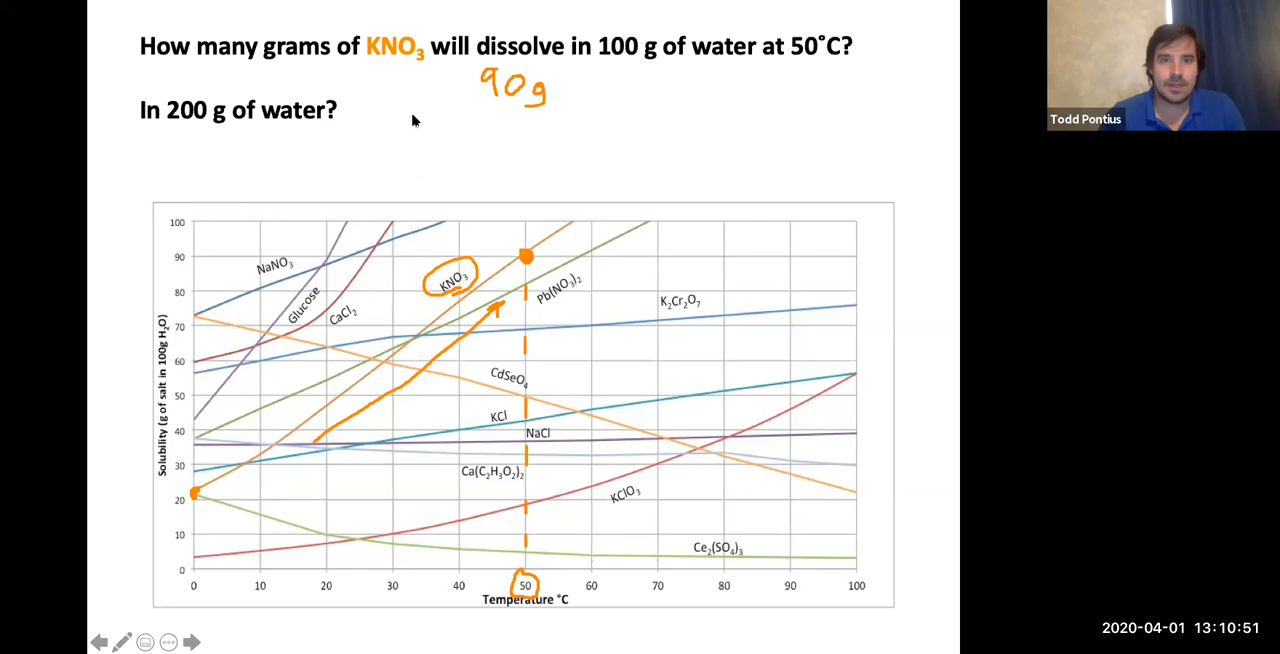 How many grams of KNO₃ will dissolve in 100 g of water at 50˚C?
90g
In 200 g of water?
Todd Pontius
Solubility (g of salt in 100g H₂O)
100
90
80
70
60
50
40
30
20
10
0
NaNO₃
Glucose
CaCl₂
KNO₃
Pb(NO₃)₂
K₂Cr₂O₇
CdSeO₄
KCl
NaCl
Ca(C₂H₃O₂)₂
KClO₃
Ce₂(SO₄)₃
0 10 20 30 40 50 60 70 80 90 100
Temperature °C
2020-04-01 13:10:51